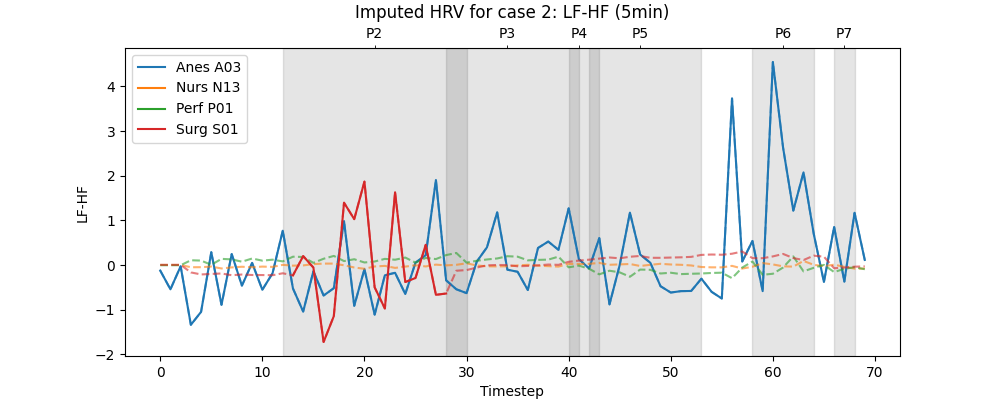 Imputed HRV for case 2: LF-HF (5min)
P2 P3 P4 P5 P6 P7
Anes A03
Nurs N13
Perf P01
Surg S01
4
3
2
1
0
−1
−2
LF-HF
0 10 20 30 40 50 60 70
Timestep